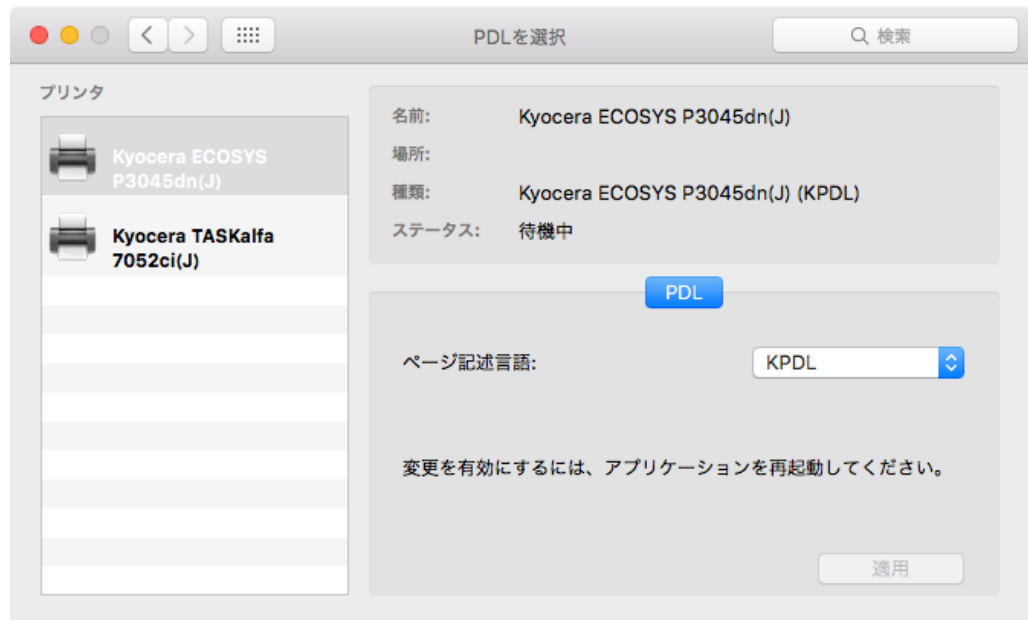 PDLを選択
検索
プリンタ
Kyocera ECOSYS
P3045dn(J)
Kyocera TASKalfa
7052ci(J)
名前: Kyocera ECOSYS P3045dn(J)
場所:
種類: Kyocera ECOSYS P3045dn(J) (KPDL)
ステータス: 待機中
PDL
ページ記述言語: KPDL
変更を有効にするには、アプリケーションを再起動してください。
適用